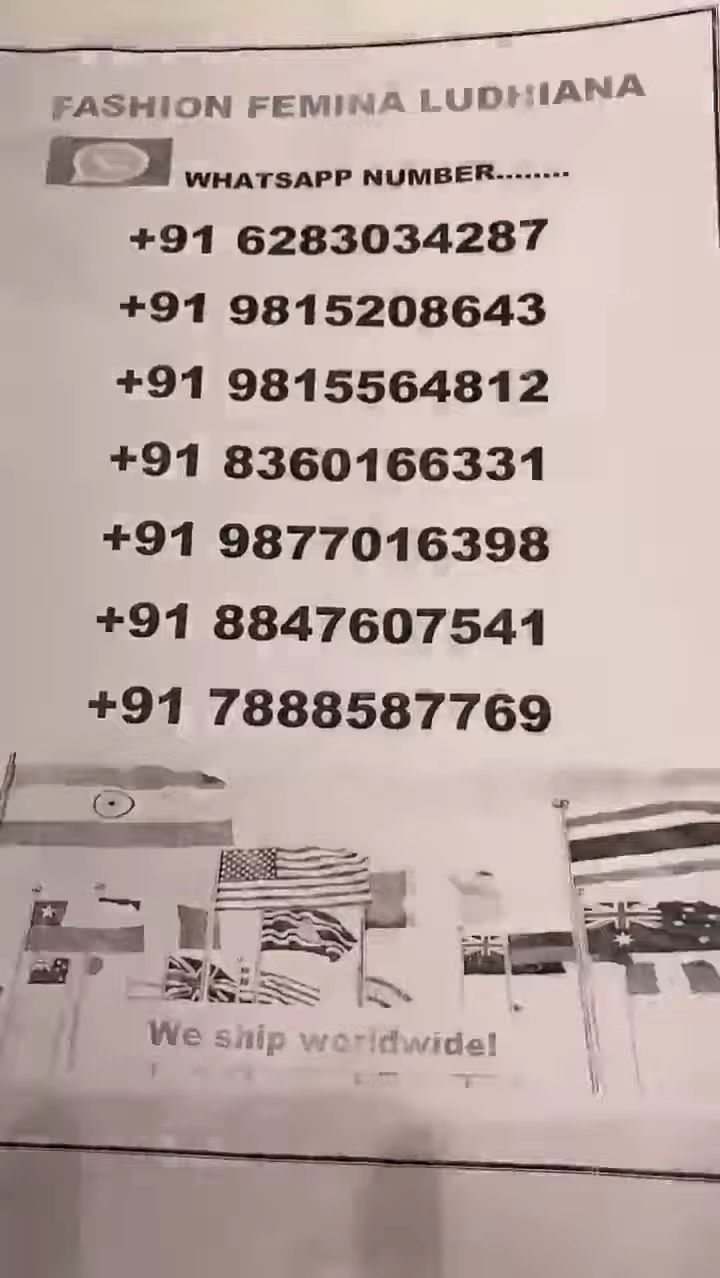 FASHION FEMINA LUDHIANA
WHATSAPP NUMBER........
+91 6283034287
+91 9815208643
+91 9815564812
+91 8360166331
+91 9877016398
+91 8847607541
+91 7888587769
We ship worldwide!